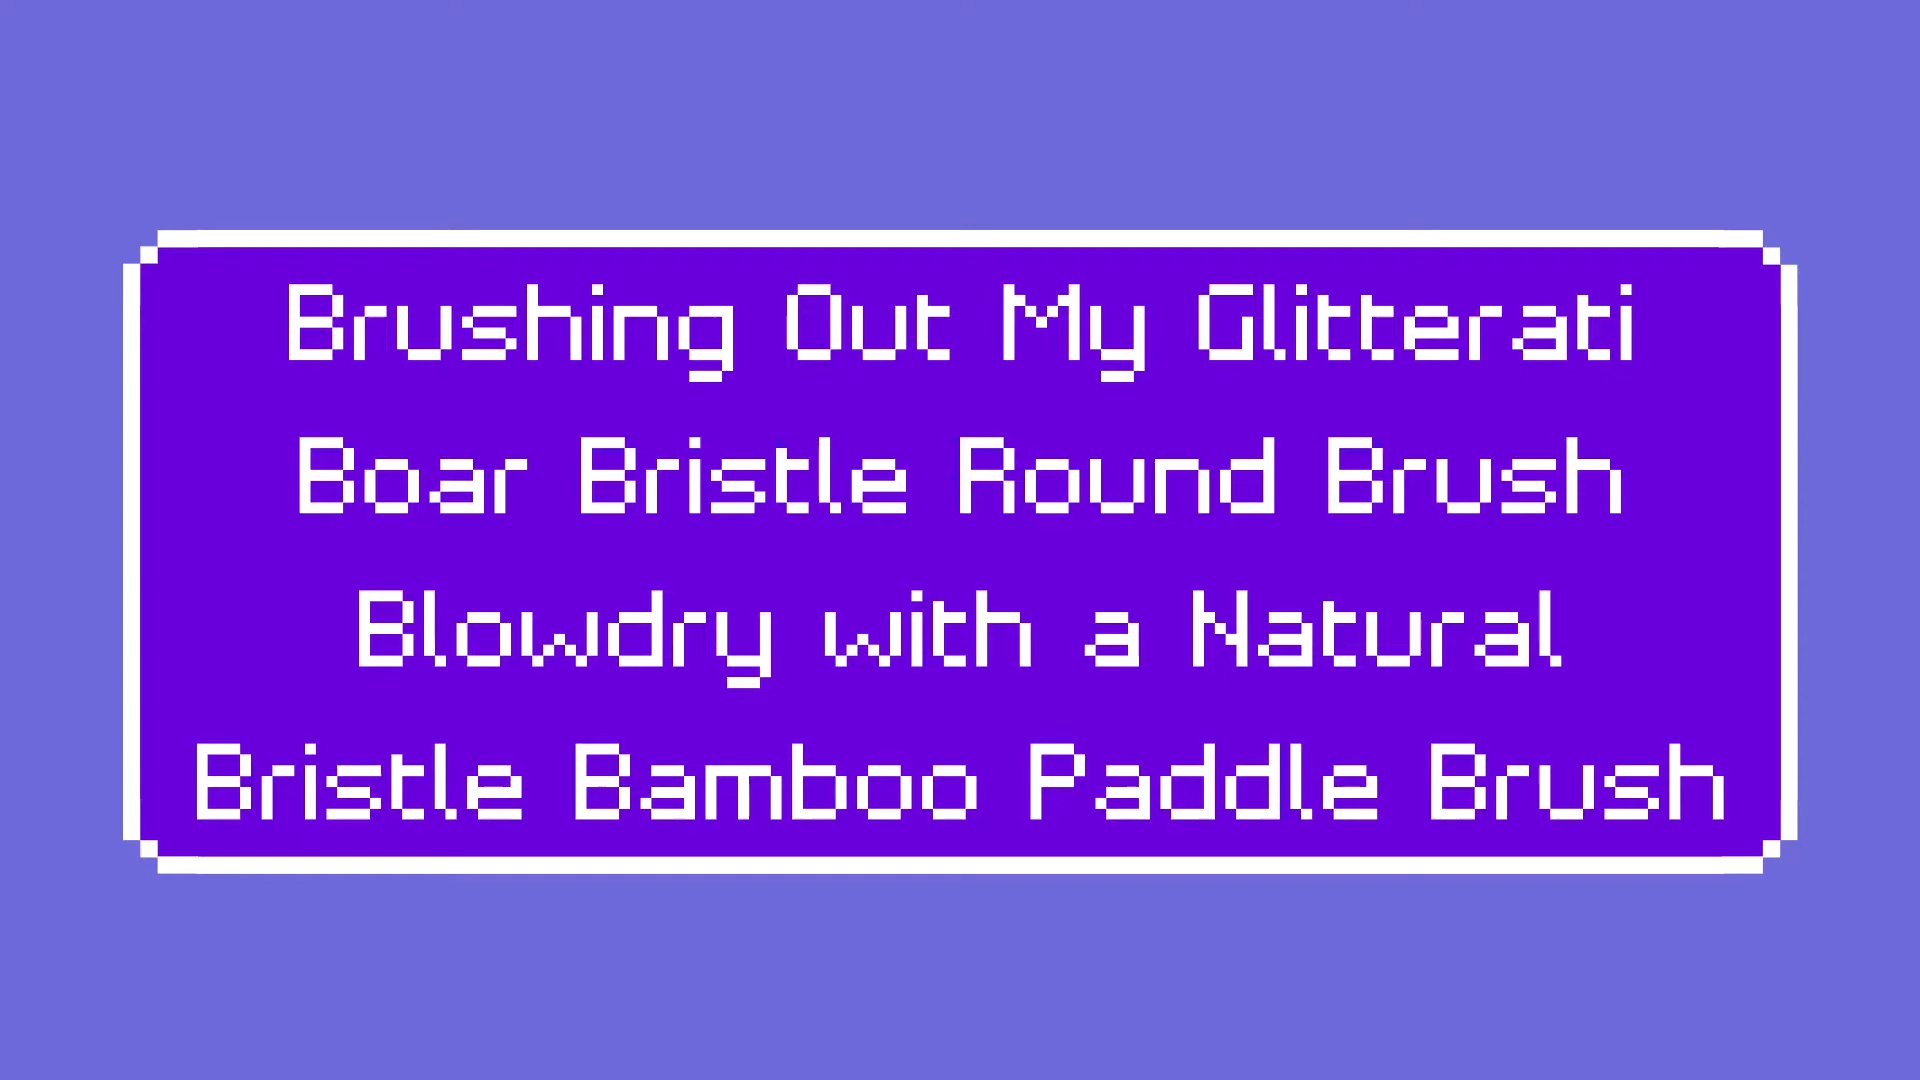 Brushing Out My Glitterati
Boar Bristle Round Brush
Blowdry with a Natural
Bristle Bamboo Paddle Brush